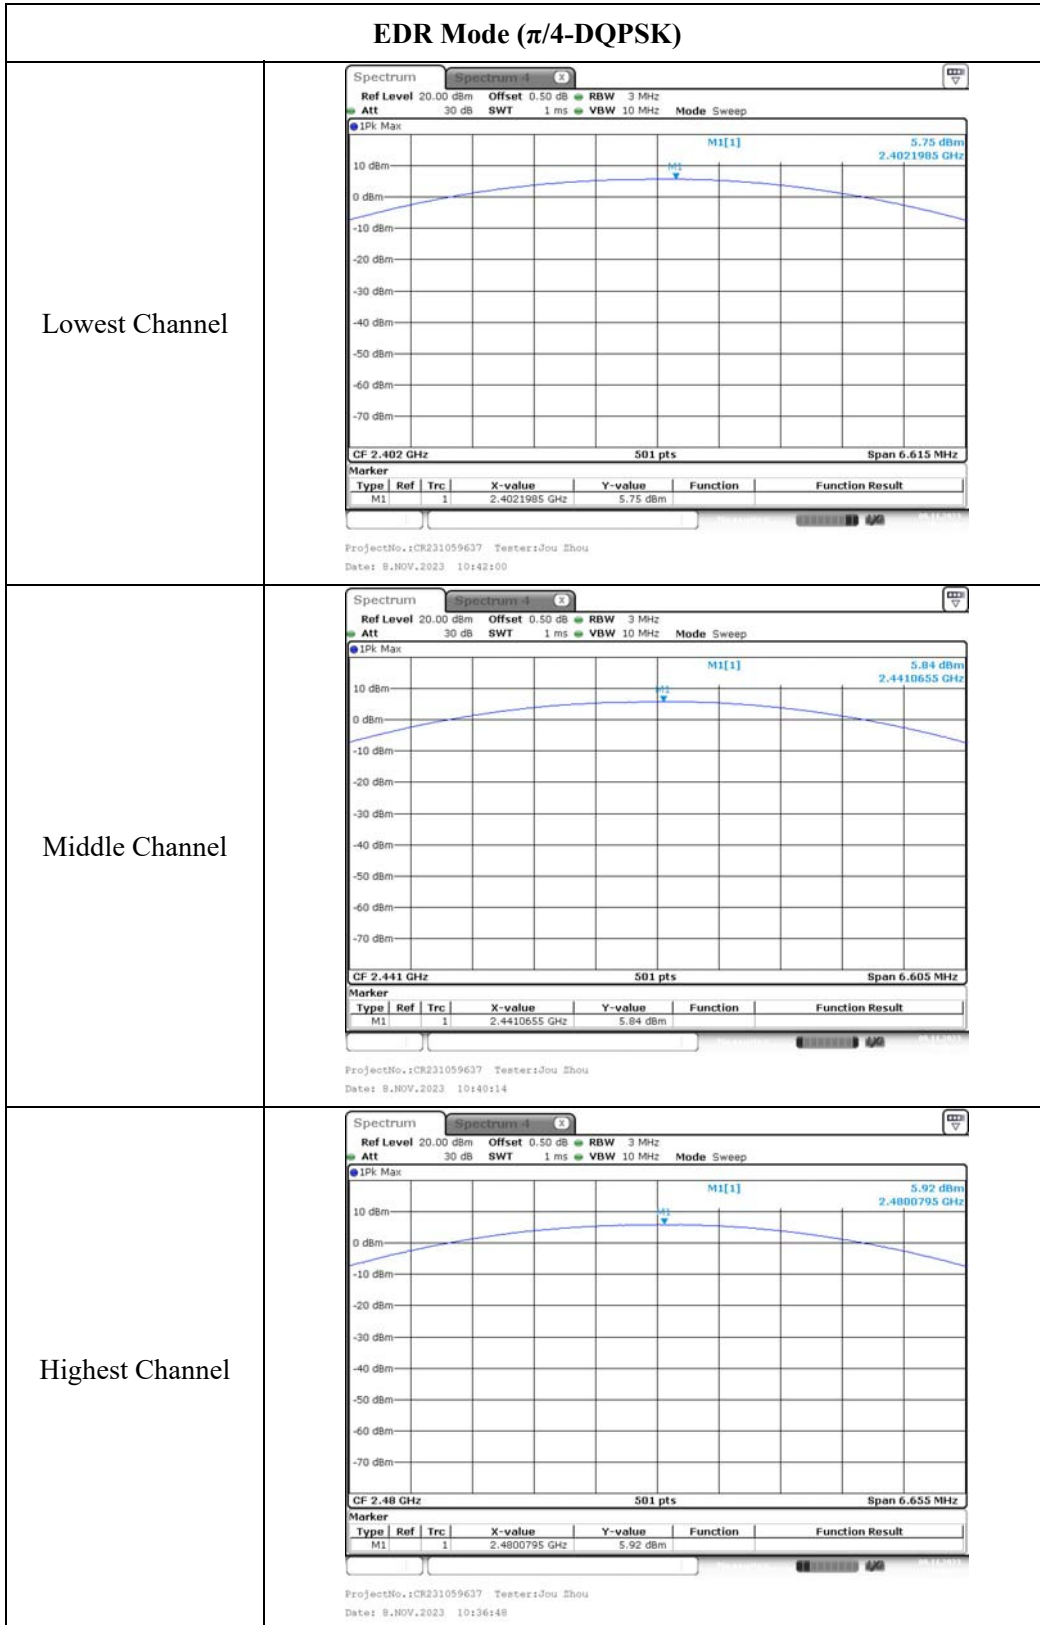 EDR Mode (π/4-DQPSK)
Lowest Channel
Spectrum Spectrum 4 X
Ref Level 20.00 dBm Offset 0.50 dB RBW 3 MHz
Att 30 dB SWT 1 ms VBW 10 MHz Mode Sweep
1Pk Max
M1[1] 5.75 dBm
2.4021985 GHz
M1
10 dBm
0 dBm
-10 dBm
-20 dBm
-30 dBm
-40 dBm
-50 dBm
-60 dBm
-70 dBm
CF 2.402 GHz 501 pts Span 6.615 MHz
Marker
Type Ref Trc X-value Y-value Function Function Result
M1 1 2.4021985 GHz 5.75 dBm
ProjectNo.:CR231059637 Tester:Jou Zhou
Date: 8.NOV.2023 10:42:00
Middle Channel
Spectrum Spectrum 4 X
Ref Level 20.00 dBm Offset 0.50 dB RBW 3 MHz
Att 30 dB SWT 1 ms VBW 10 MHz Mode Sweep
1Pk Max
M1[1] 5.84 dBm
2.4410655 GHz
M1
10 dBm
0 dBm
-10 dBm
-20 dBm
-30 dBm
-40 dBm
-50 dBm
-60 dBm
-70 dBm
CF 2.441 GHz 501 pts Span 6.605 MHz
Marker
Type Ref Trc X-value Y-value Function Function Result
M1 1 2.4410655 GHz 5.84 dBm
ProjectNo.:CR231059637 Tester:Jou Zhou
Date: 8.NOV.2023 10:40:14
Highest Channel
Spectrum Spectrum 4 X
Ref Level 20.00 dBm Offset 0.50 dB RBW 3 MHz
Att 30 dB SWT 1 ms VBW 10 MHz Mode Sweep
1Pk Max
M1[1] 5.92 dBm
2.4800795 GHz
M1
10 dBm
0 dBm
-10 dBm
-20 dBm
-30 dBm
-40 dBm
-50 dBm
-60 dBm
-70 dBm
CF 2.48 GHz 501 pts Span 6.655 MHz
Marker
Type Ref Trc X-value Y-value Function Function Result
M1 1 2.4800795 GHz 5.92 dBm
ProjectNo.:CR231059637 Tester:Jou Zhou
Date: 8.NOV.2023 10:36:48